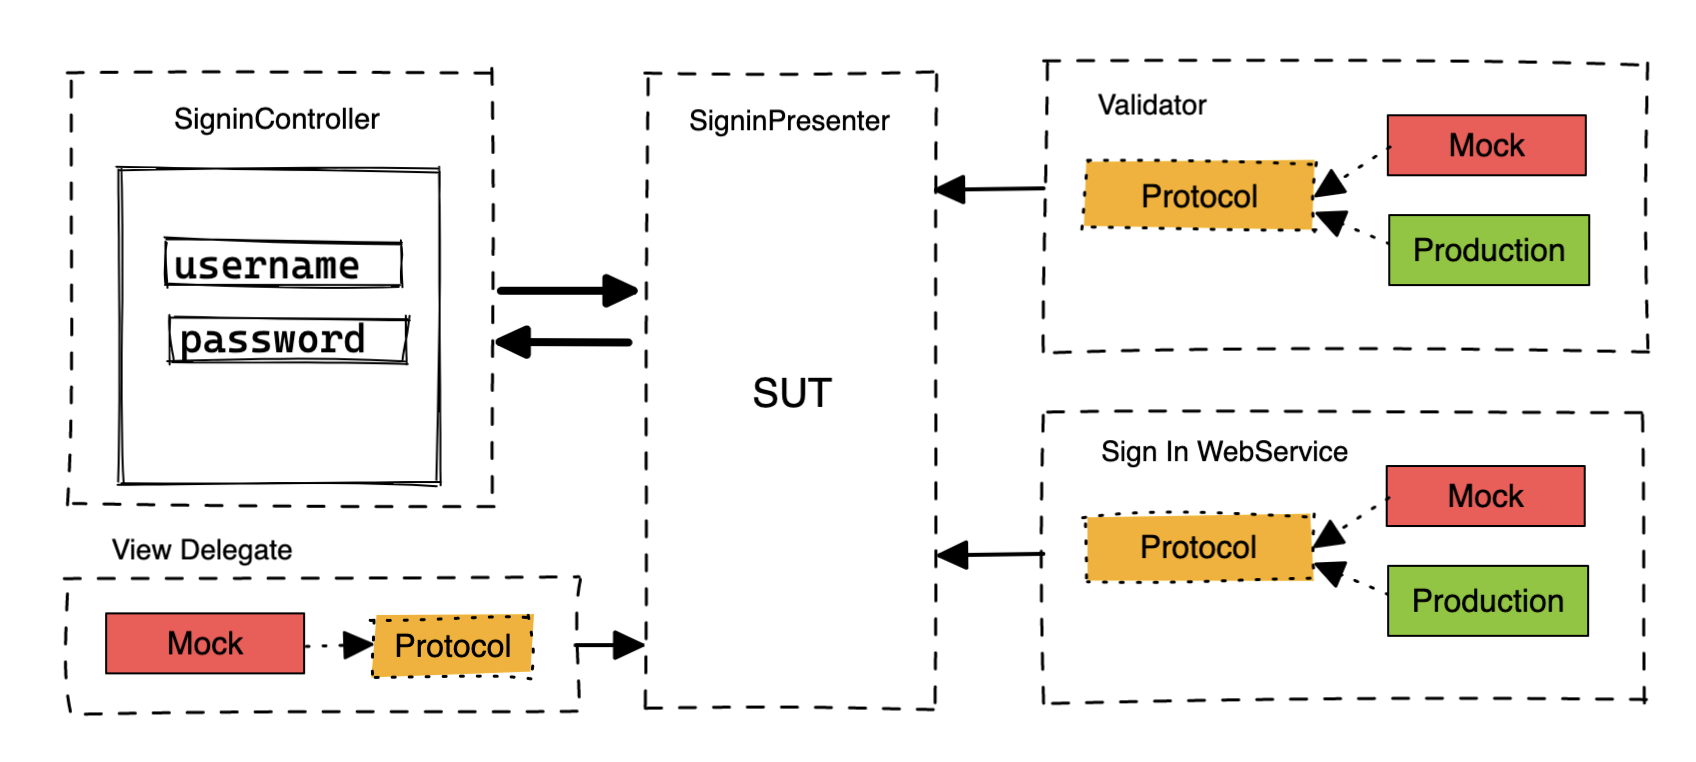 SigninController
username
password
View Delegate
Mock
Protocol
SigninPresenter
SUT
Validator
Protocol
Mock
Production
Sign In WebService
Protocol
Mock
Production